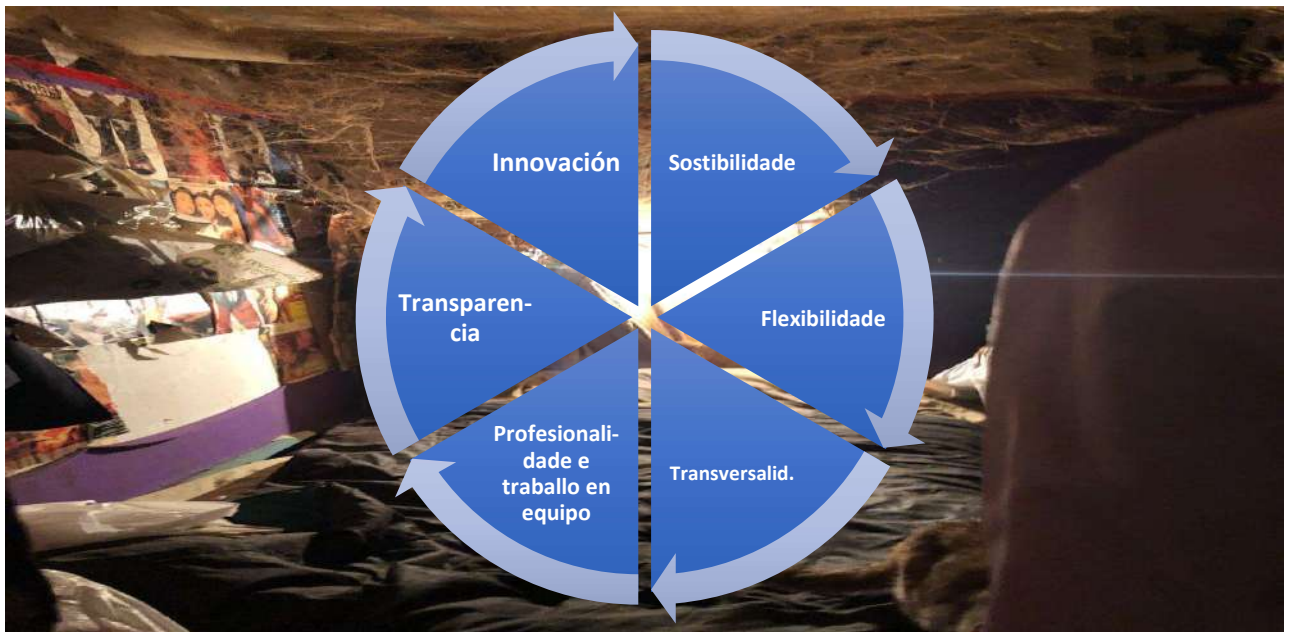 Innovación
Sostibilidade
Transparen-
cia
Flexibilidade
Profesionali-
dade e
traballo en
equipo
Transversalid.